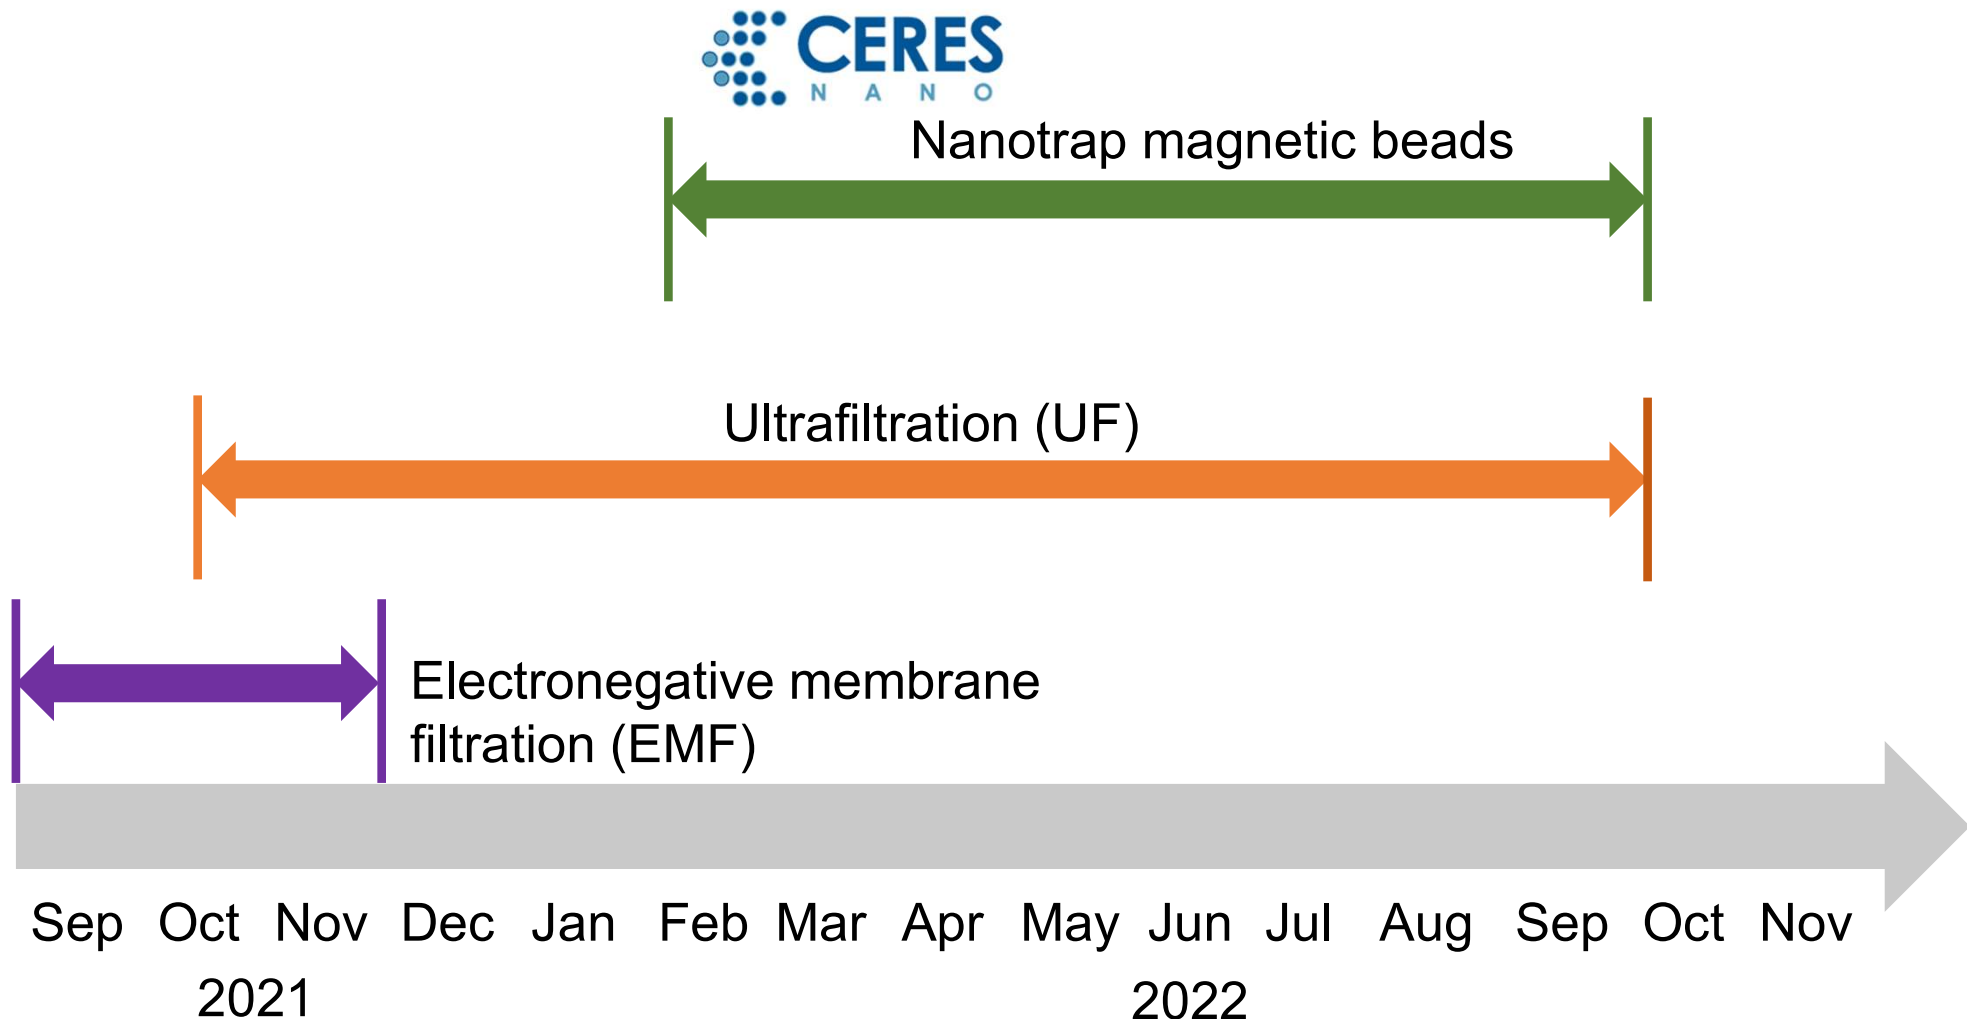 CERES
NANO
Nanotrap magnetic beads
Ultrafiltration (UF)
Electronegative membrane
filtration (EMF)
Sep Oct Nov Dec Jan Feb Mar Apr May Jun Jul Aug Sep Oct Nov
2021 2022